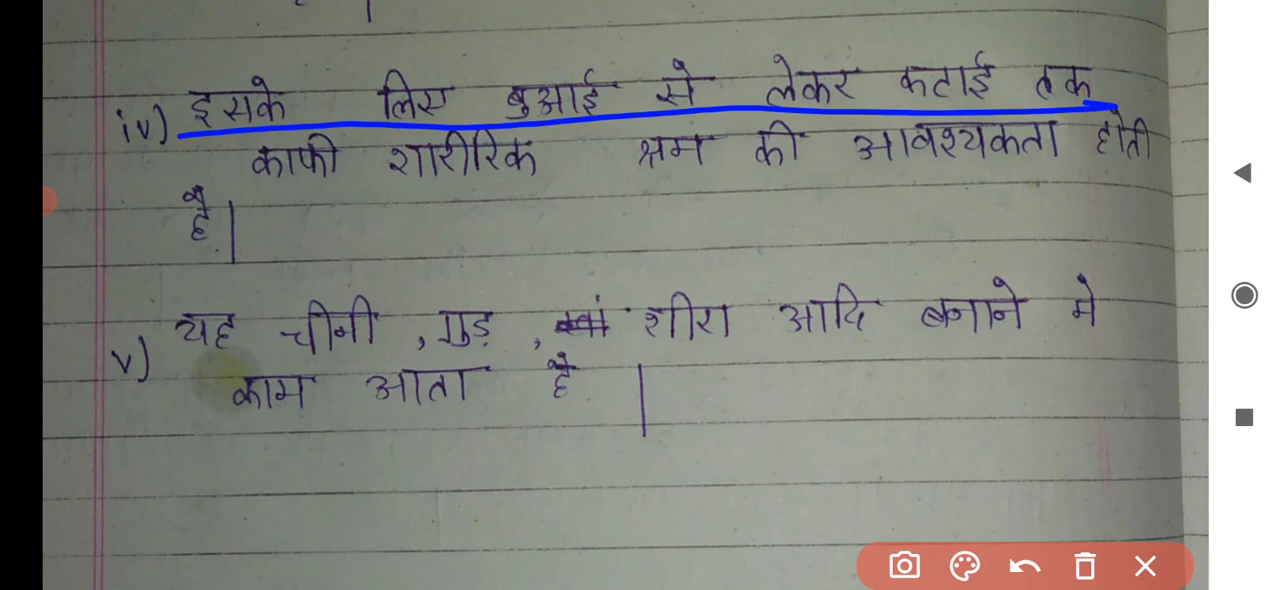 iv) इसके लिए बुआई से लेकर कटाई तक
काफी शारीरिक श्रम की आवश्यकता होती
है।
v) यह चीनी, गुड़, शीरा आदि बनाने मे
काम आता है।